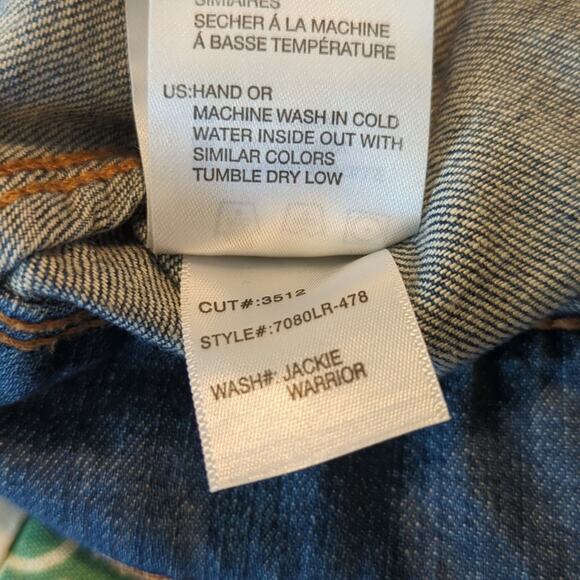 SIMIAIRES
SECHER Á LA MACHINE
Á BASSE TEMPÉRATURE
US:HAND OR
MACHINE WASH IN COLD
WATER INSIDE OUT WITH
SIMILAR COLORS
TUMBLE DRY LOW
CUT#:3512
STYLE#:7080LR-478
WASH#: JACKIE
WARRIOR